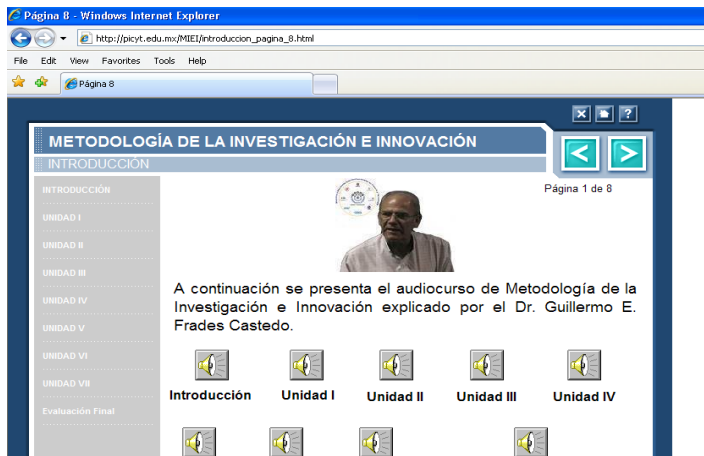 Página 8 - Windows Internet Explorer
http://picyt.edu.mx/MIEI/introduccion_pagina_8.html
File Edit View Favorites Tools Help
Página 8
METODOLOGÍA DE LA INVESTIGACIÓN E INNOVACIÓN
INTRODUCCIÓN
Página 1 de 8
INTRODUCCIÓN
UNIDAD I
UNIDAD II
UNIDAD III
UNIDAD IV
UNIDAD V
UNIDAD VI
UNIDAD VII
Evaluación Final
A continuación se presenta el audiocurso de Metodología de la
Investigación e Innovación explicado por el Dr. Guillermo E.
Frades Castedo.
Introducción Unidad I Unidad II Unidad III Unidad IV